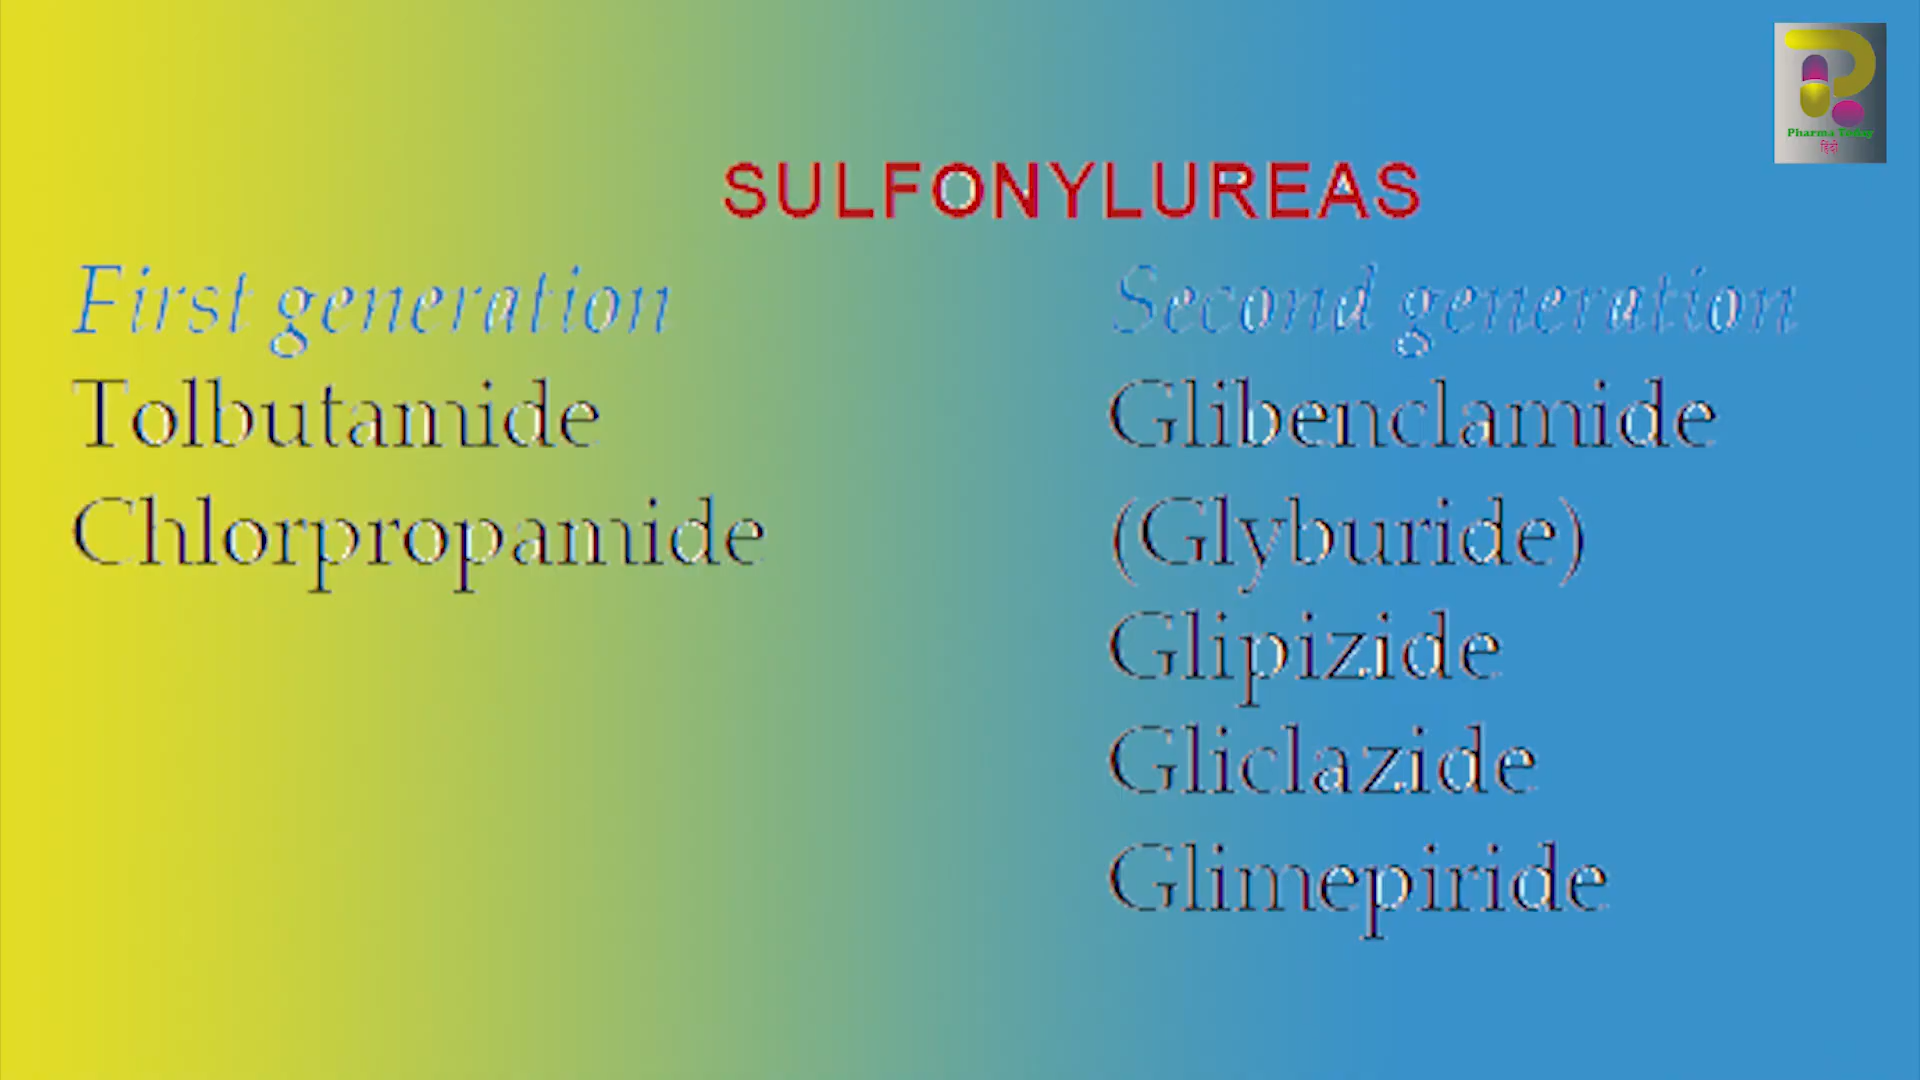 Pharma Today
हिंदी
SULFONYLUREAS
First generation
Tolbutamide
Chlorpropamide
Second generation
Glibenclamide
(Glyburide)
Glipizide
Gliclazide
Glimepiride